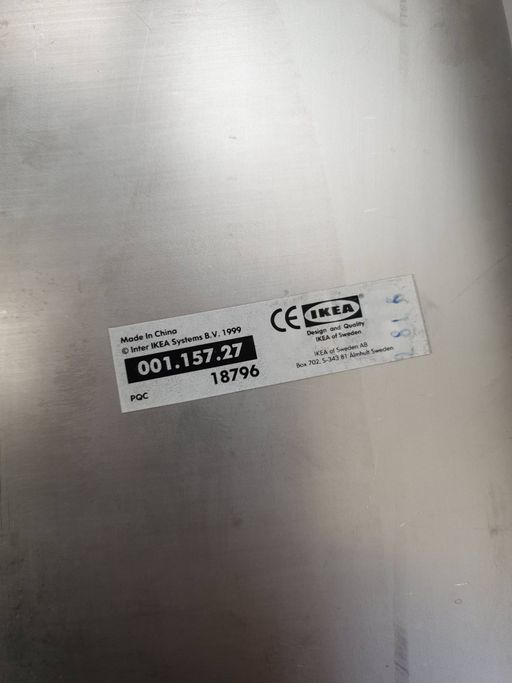 Made In China
© Inter IKEA Systems B.V. 1999
001.157.27
18796
PQC
CE IKEA®
Design and Quality
IKEA of Sweden
IKEA of Sweden AB
Box 702, S-343 81 Älmhult Sweden